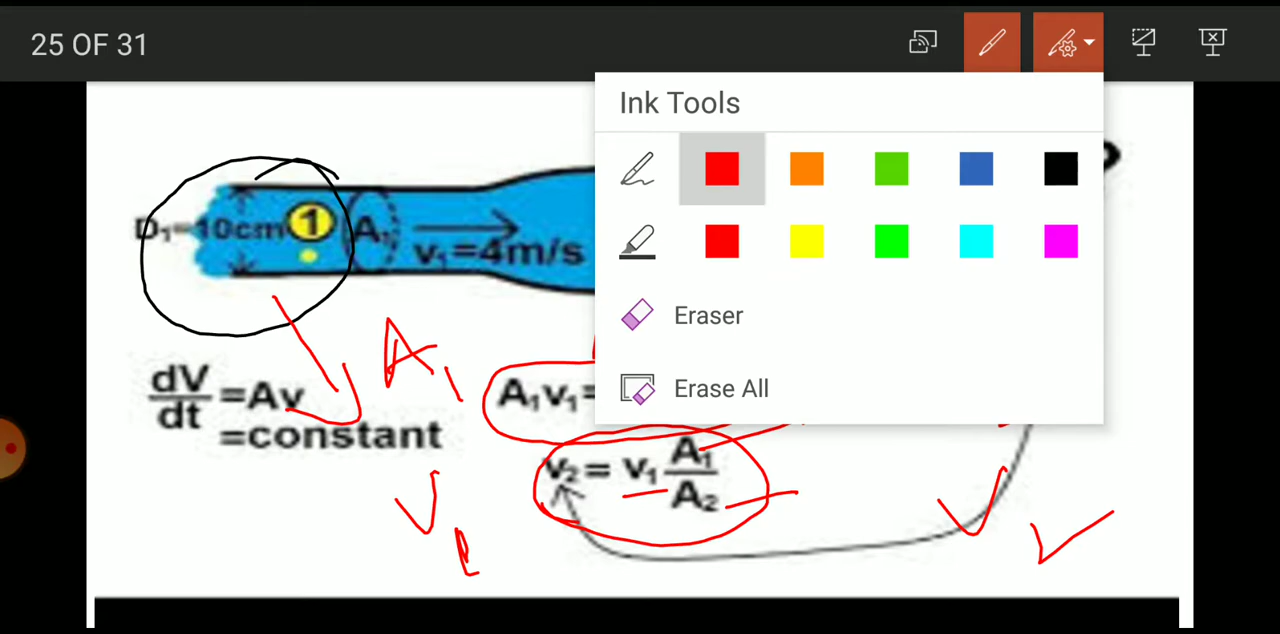 25 OF 31
Ink Tools
D₁=10cm 1 A₁ v₁=4m/s
Eraser
A₁
dV/dt =Av
=constant
A₁v₁=
Erase All
v₂= v₁ A₁/A₂
V